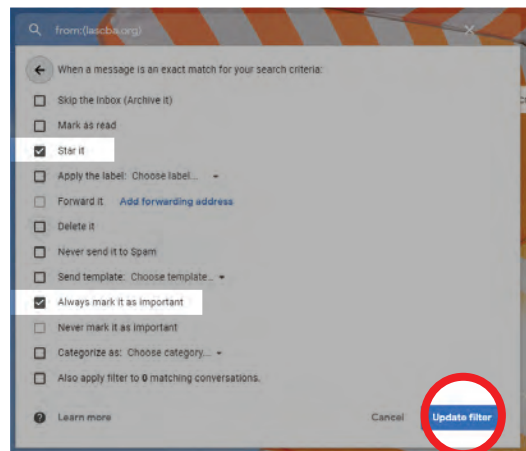 from:(lascba.org)
When a message is an exact match for your search criteria:
Skip the Inbox (Archive it)
Mark as read
Star it
Apply the label: Choose label...
Forward it Add forwarding address
Delete it
Never send it to Spam
Send template: Choose template...
Always mark it as important
Never mark it as important
Categorize as: Choose category...
Also apply filter to 0 matching conversations.
Learn more Cancel Update filter